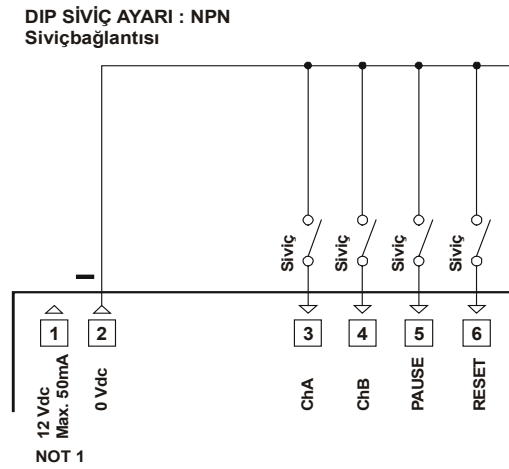 DIP SİVİÇ AYARI : NPN
Siviçbağlantısı
Siviç
Siviç
Siviç
Siviç
1
2
3
4
5
6
12 Vdc
Max. 50mA
0 Vdc
ChA
ChB
PAUSE
RESET
NOT 1